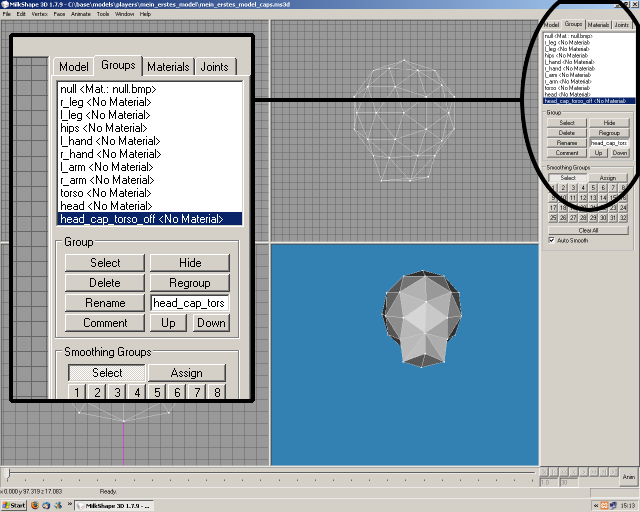 MilkShape 3D 1.7.9 - C:\base\models\players\mein_erstes_model\mein_erstes_model_caps.ms3d
File Edit Vertex Face Animate Tools Window Help
Model Groups Materials Joints
null <Mat.: null.bmp>
r_leg <No Material>
l_leg <No Material>
hips <No Material>
l_hand <No Material>
r_hand <No Material>
l_arm <No Material>
r_arm <No Material>
torso <No Material>
head <No Material>
head_cap_torso_off <No Material>
Group
Select Hide
Delete Regroup
Rename head_cap_tors
Comment Up Down
Smoothing Groups
Select Assign
1 2 3 4 5 6 7 8
Model Groups Materials Joints
null <Mat.: null.bmp>
r_leg <No Material>
l_leg <No Material>
hips <No Material>
l_hand <No Material>
r_hand <No Material>
l_arm <No Material>
r_arm <No Material>
torso <No Material>
head <No Material>
head_cap_torso_off <No Material>
Group
Select Hide
Delete Regroup
Rename head_cap_tors
Comment Up Down
Smoothing Groups
Select Assign
1 2 3 4 5 6 7 8
9 10 11 12 13 14 15 16
17 18 19 20 21 22 23 24
25 26 27 28 29 30 31 32
Clear All
Auto Smooth
1.0 30 Anim
x 0.000 y 97.319 z 17.083 Ready.
Start MilkShape 3D 1.7.9 - ... 15:13